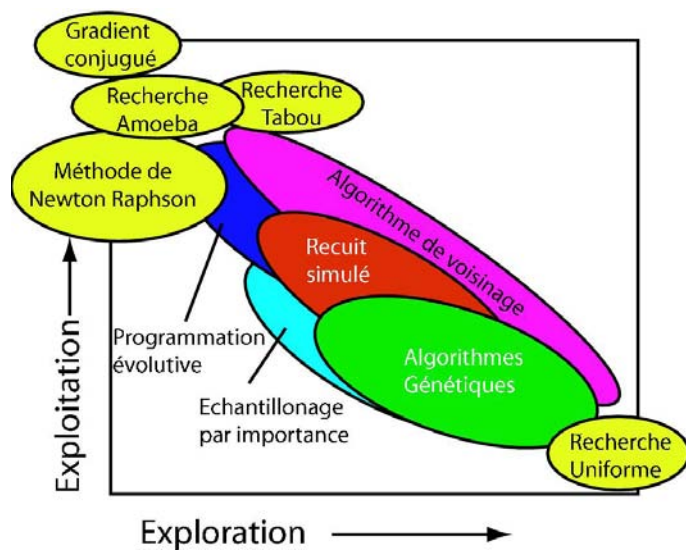 Gradient
conjugué
Recherche
Amoeba
Recherche
Tabou
Méthode de
Newton Raphson
Algorithme de voisinage
Recuit
simulé
Programmation
évolutive
Algorithmes
Génétiques
Echantillonage
par importance
Recherche
Uniforme
Exploitation
Exploration